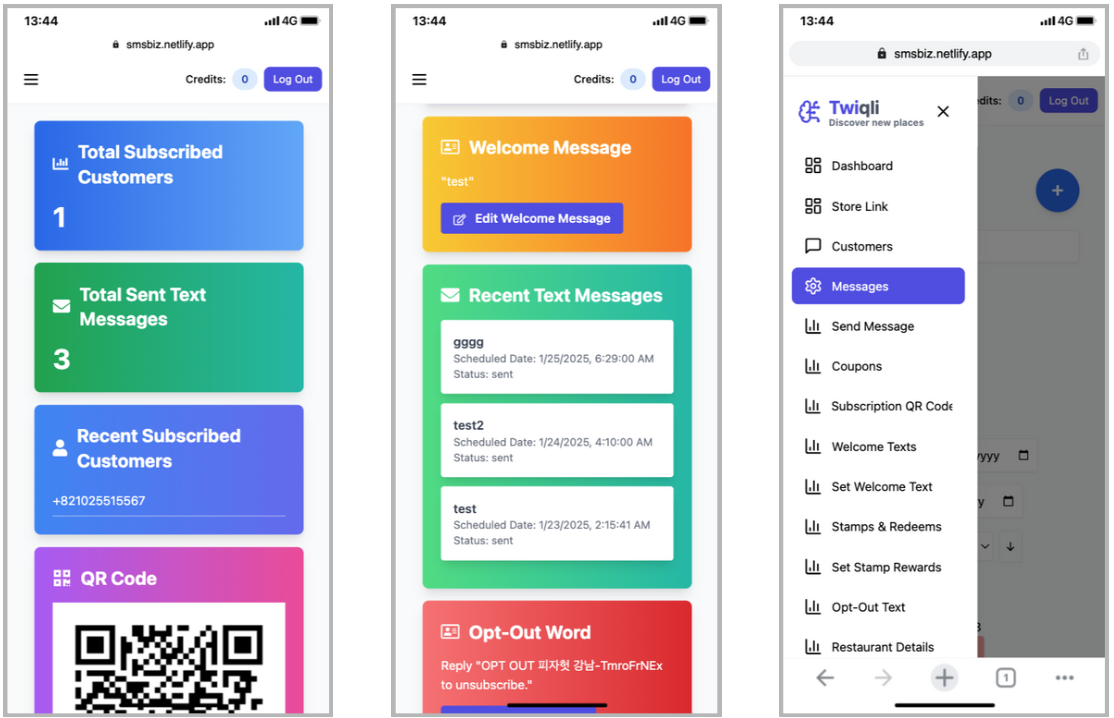 13:44
4G
smsbiz.netlify.app
Credits: 0 Log Out
Total Subscribed
Customers
1
Total Sent Text
Messages
3
Recent Subscribed
Customers
+821025515567
QR Code
13:44
4G
smsbiz.netlify.app
Credits: 0 Log Out
Welcome Message
"test"
Edit Welcome Message
Recent Text Messages
gggg
Scheduled Date: 1/25/2025, 6:29:00 AM
Status: sent
test2
Scheduled Date: 1/24/2025, 4:10:00 AM
Status: sent
test
Scheduled Date: 1/23/2025, 2:15:41 AM
Status: sent
Opt-Out Word
Reply "OPT OUT 피자헛 강남-TmroFrNEx
to unsubscribe."
13:44
4G
smsbiz.netlify.app
Twiqli
Discover new places
dits: 0 Log Out
Dashboard
Store Link
Customers
Messages
Send Message
Coupons
Subscription QR Code
Welcome Texts
yyyy
Set Welcome Text
y
Stamps & Redeems
Set Stamp Rewards
Opt-Out Text
3
Restaurant Details
1